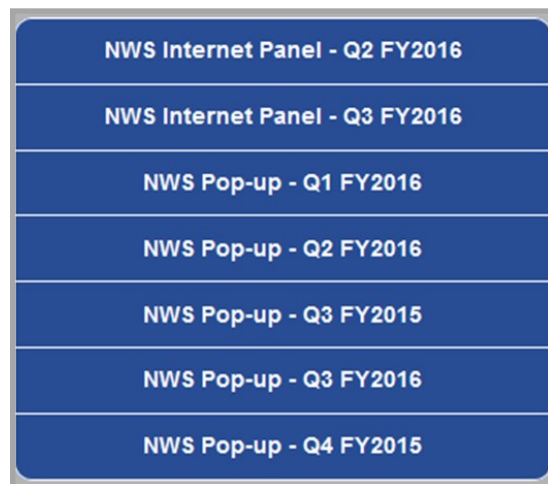 NWS Internet Panel - Q2 FY2016
NWS Internet Panel - Q3 FY2016
NWS Pop-up - Q1 FY2016
NWS Pop-up - Q2 FY2016
NWS Pop-up - Q3 FY2015
NWS Pop-up - Q3 FY2016
NWS Pop-up - Q4 FY2015